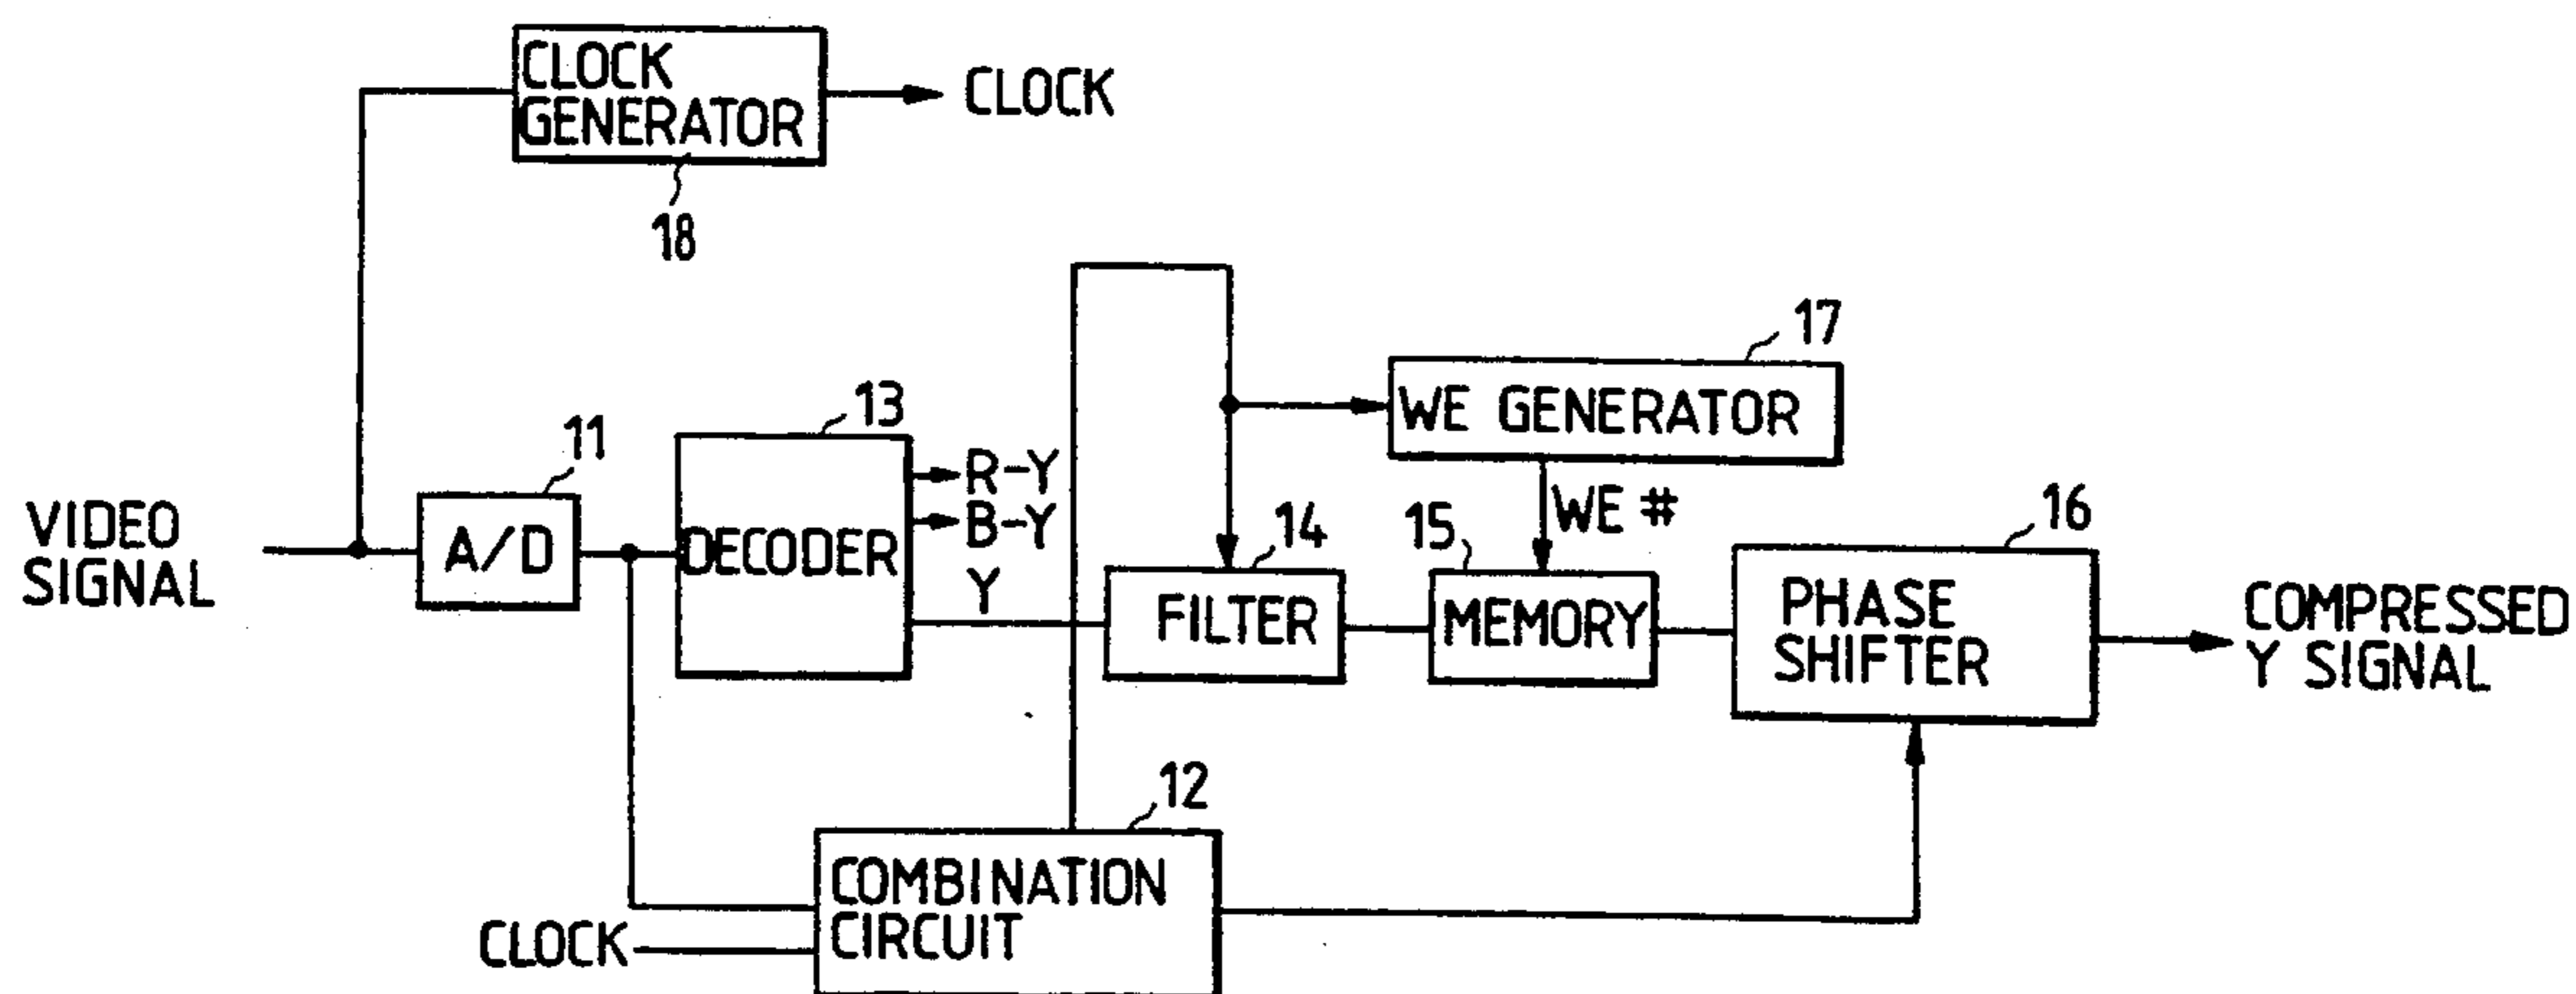 CLOCK
GENERATOR
CLOCK
18
17
WE GENERATOR
13
11
R-Y
B-Y
Y
VIDEO
SIGNAL
A/D
DECODER
14
FILTER
WE #
15
MEMORY
16
PHASE
SHIFTER
COMPRESSED
Y SIGNAL
12
COMBINATION
CIRCUIT
CLOCK